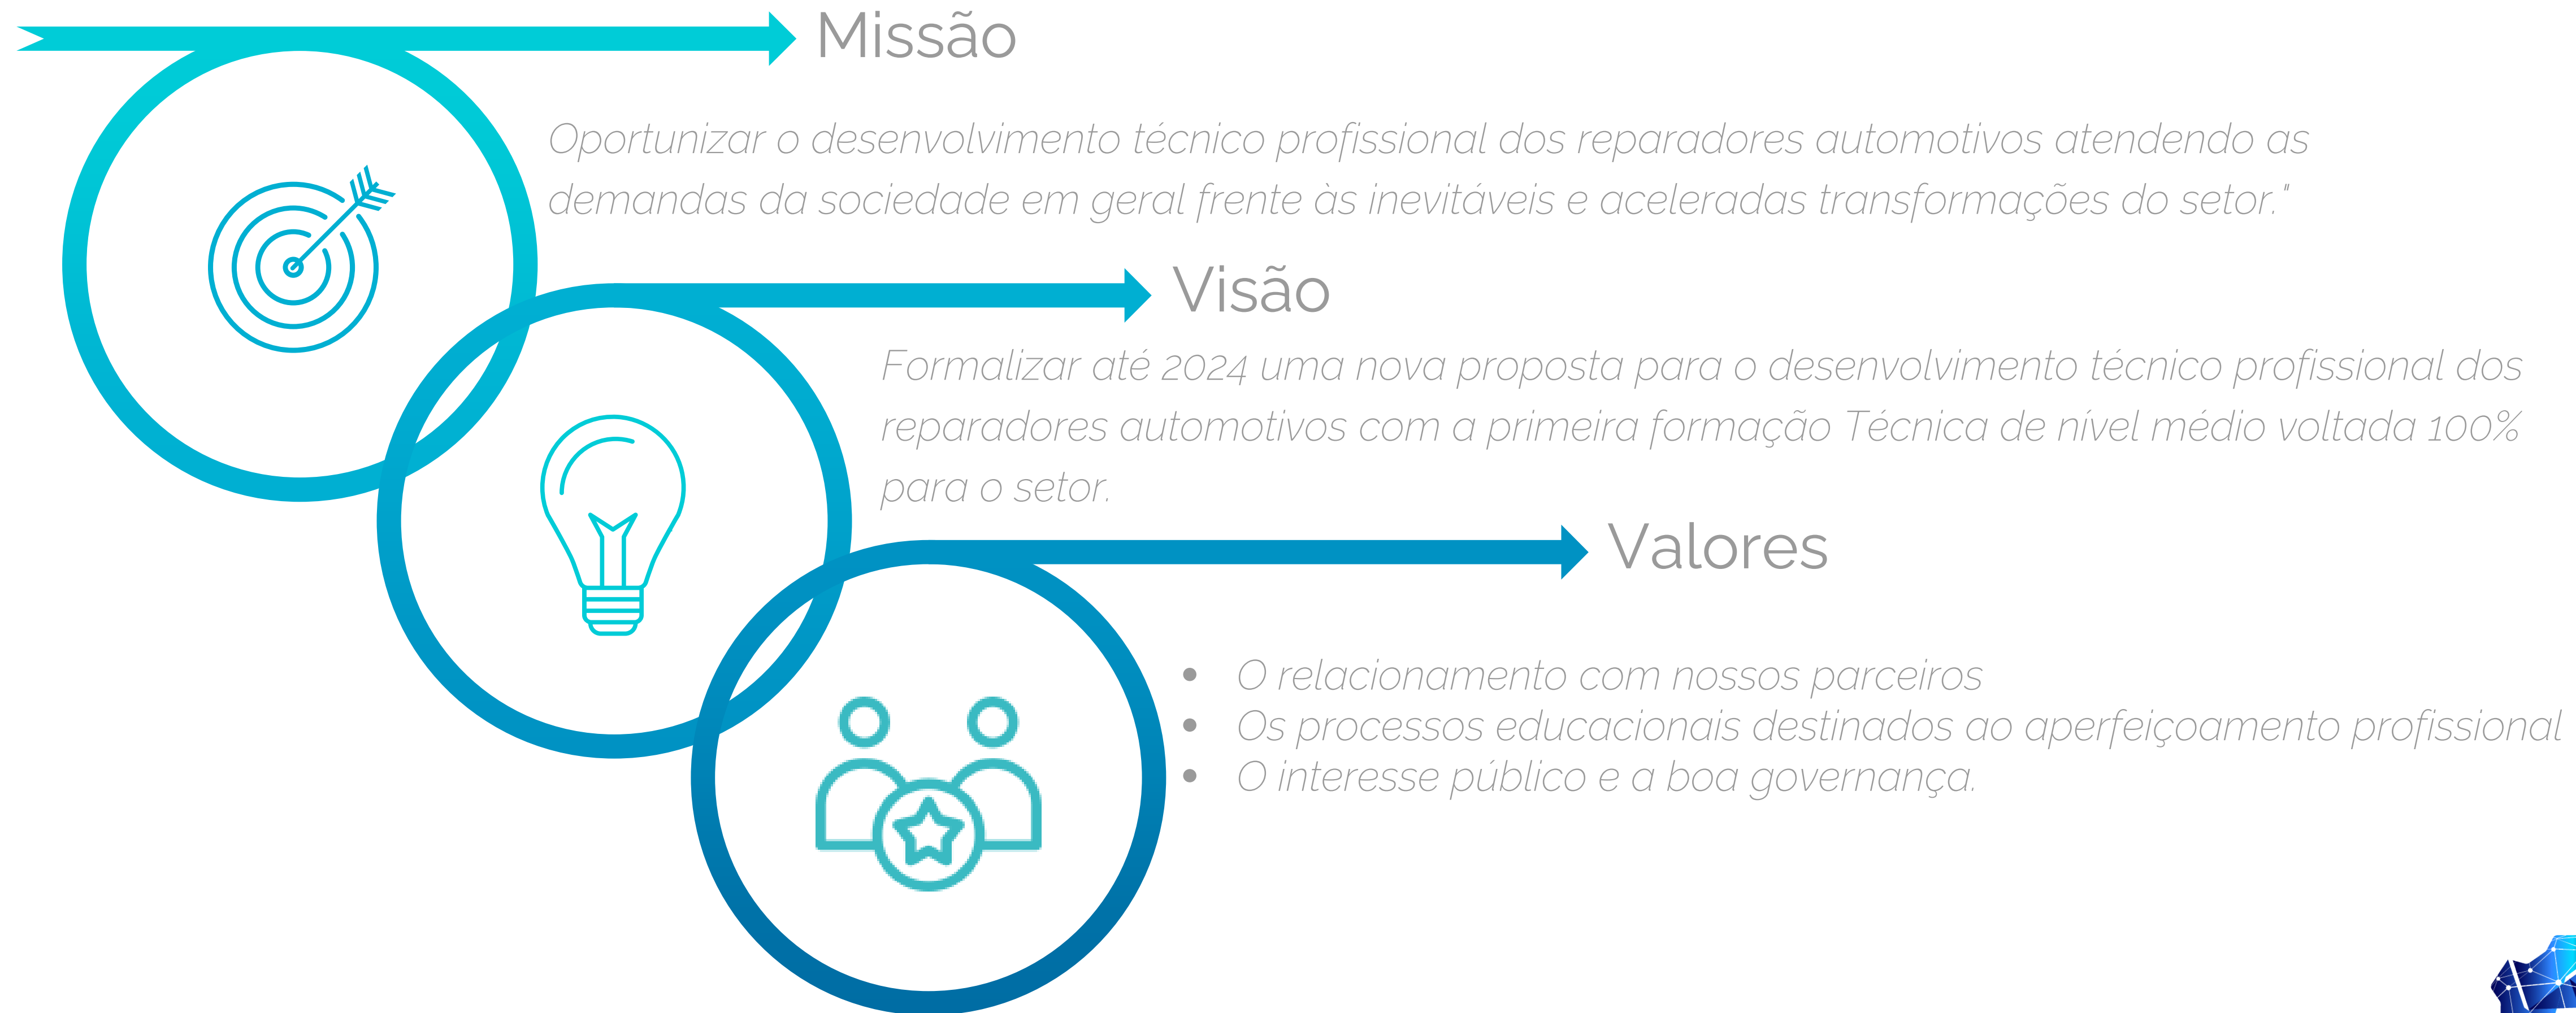 Missão
Oportunizar o desenvolvimento técnico profissional dos reparadores automotivos atendendo as
demandas da sociedade em geral frente às inevitáveis e aceleradas transformações do setor."
Visão
Formalizar até 2024 uma nova proposta para o desenvolvimento técnico profissional dos
reparadores automotivos com a primeira formação Técnica de nível médio voltada 100%
para o setor.
Valores
• O relacionamento com nossos parceiros
• Os processos educacionais destinados ao aperfeiçoamento profissional
• O interesse público e a boa governança.